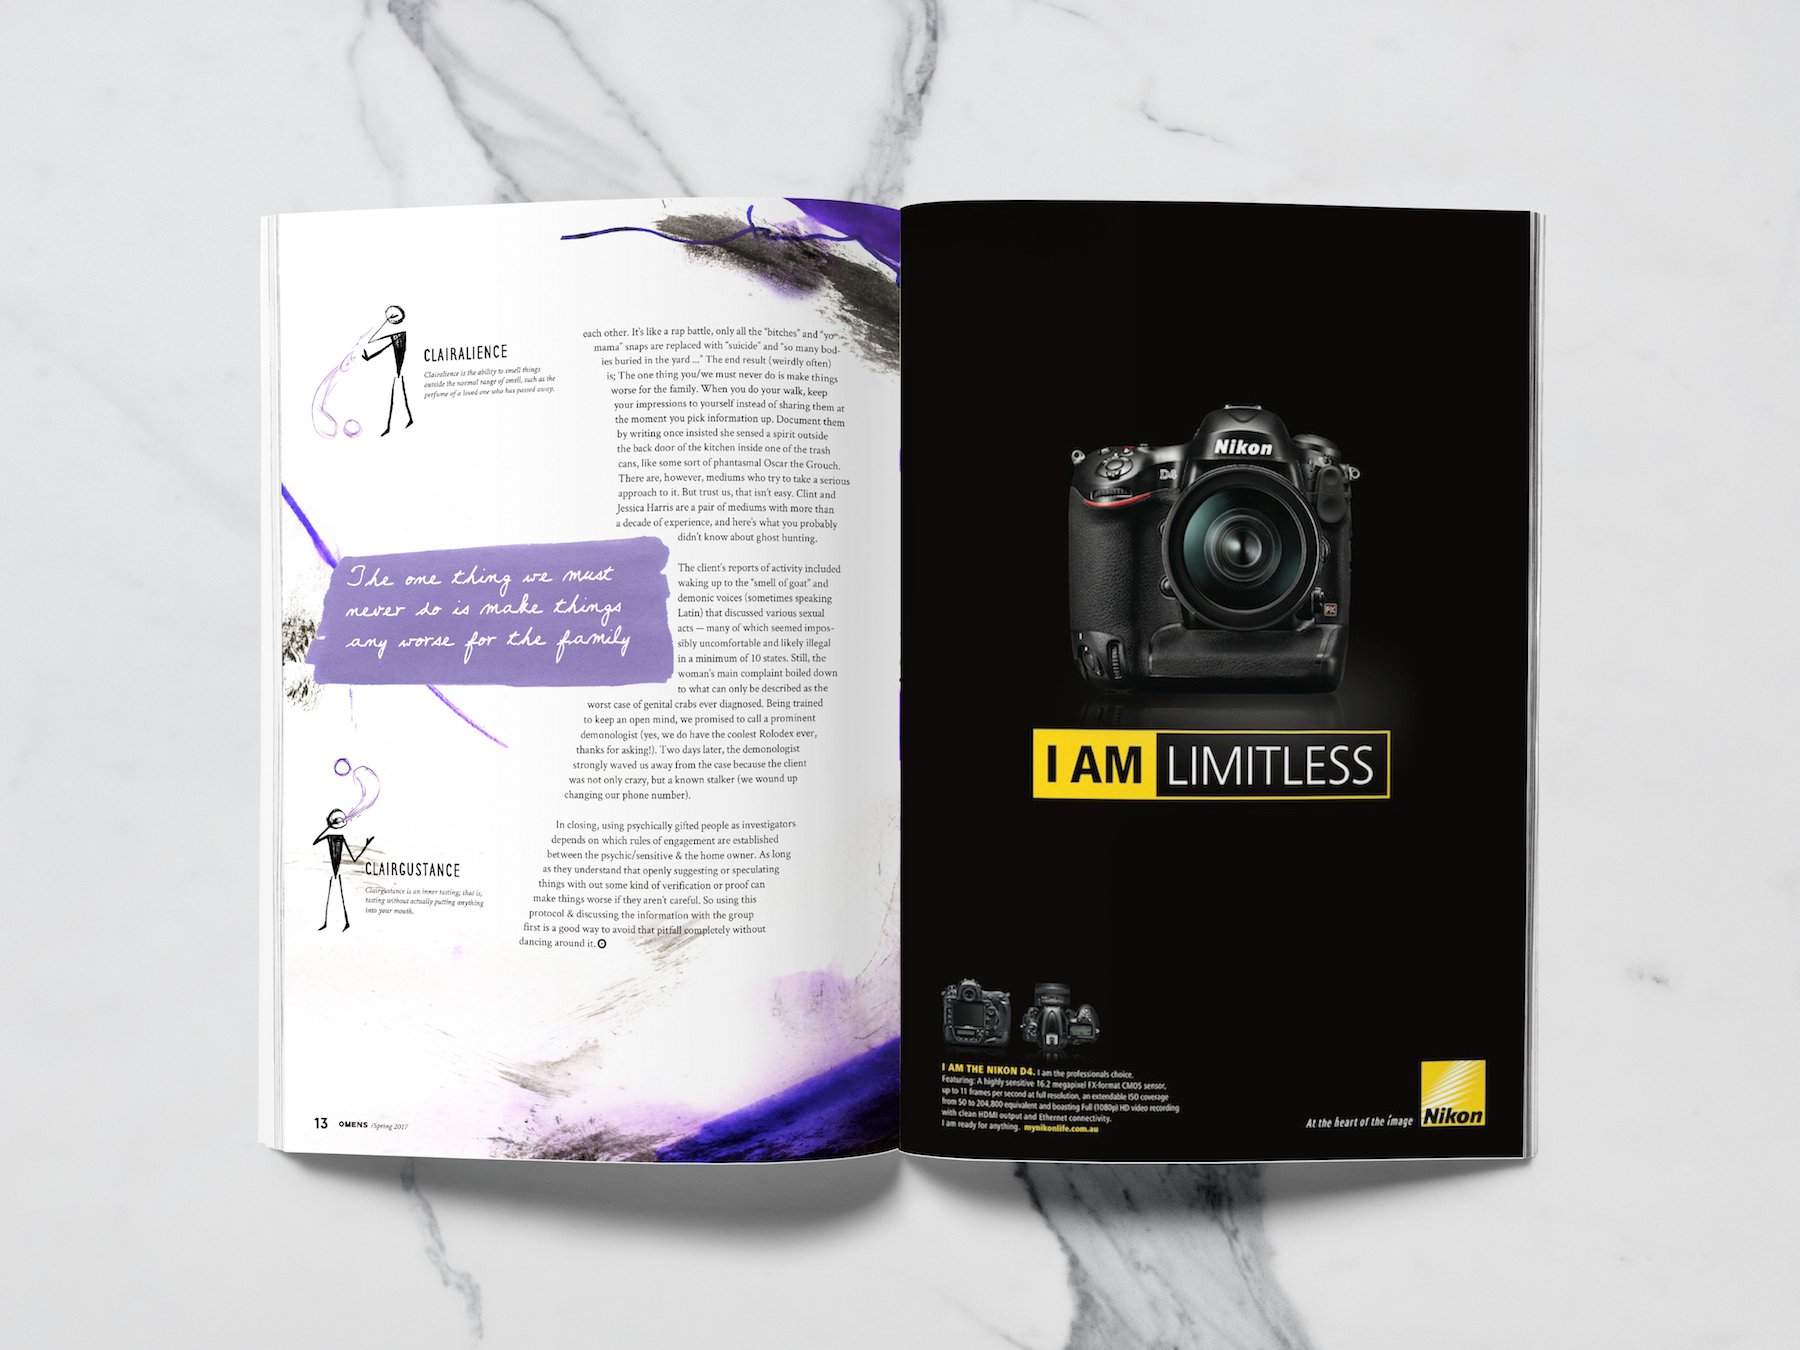 CLAIRALIENCE
Clairalience is the ability to smell things
outside the normal range of smell, such as the
perfume of a loved one who has passed away.
each other. It's like a rap battle, only all the "bitches" and "yo
mama" snaps are replaced with "suicide" and "so many bod-
ies buried in the yard ..." The end result (weirdly often)
is; The one thing you/we must never do is make things
worse for the family. When you do your walk, keep
your impressions to yourself instead of sharing them at
the moment you pick information up. Document them
by writing once insisted she sensed a spirit outside
the back door of the kitchen inside one of the trash
cans, like some sort of phantasmal Oscar the Grouch.
There are, however, mediums who try to take a serious
approach to it. But trust us, that isn't easy. Clint and
Jessica Harris are a pair of mediums with more than
a decade of experience, and here's what you probably
didn't know about ghost hunting.
The one thing we must
never do is make things
any worse for the family
The client's reports of activity included
waking up to the "smell of goat" and
demonic voices (sometimes speaking
Latin) that discussed various sexual
acts — many of which seemed impos-
sibly uncomfortable and likely illegal
in a minimum of 10 states. Still, the
woman's main complaint boiled down
to what can only be described as the
worst case of genital crabs ever diagnosed. Being trained
to keep an open mind, we promised to call a prominent
demonologist (yes, we do have the coolest Rolodex ever,
thanks for asking!). Two days later, the demonologist
strongly waved us away from the case because the client
was not only crazy, but a known stalker (we wound up
changing our phone number).
CLAIRGUSTANCE
Clairgustance is an inner tasting; that is,
tasting without actually putting anything
into your mouth.
In closing, using psychically gifted people as investigators
depends on which rules of engagement are established
between the psychic/sensitive & the home owner. As long
as they understand that openly suggesting or speculating
things with out some kind of verification or proof can
make things worse if they aren't careful. So using this
protocol & discussing the information with the group
first is a good way to avoid that pitfall completely without
dancing around it.
13 OMENS /Spring 2017
Nikon
D4
FX
I AM LIMITLESS
I AM THE NIKON D4. I am the professionals choice.
Featuring: A highly sensitive 16.2 megapixel FX-format CMOS sensor,
up to 11 frames per second at full resolution, an extendable ISO coverage
from 50 to 204,800 equivalent and boasting Full (1080p) HD video recording
with clean HDMI output and Ethernet connectivity.
I am ready for anything. mynikonlife.com.au
At the heart of the image
Nikon